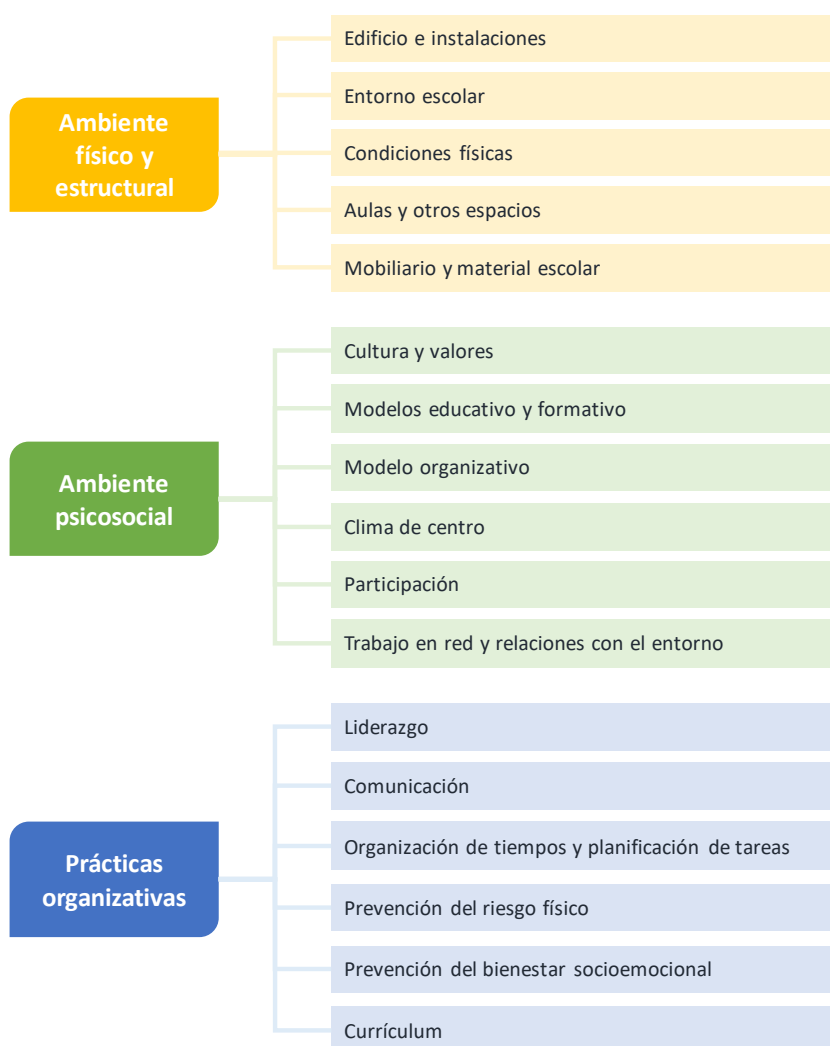 Ambiente
físico y
estructural
Edificio e instalaciones
Entorno escolar
Condiciones físicas
Aulas y otros espacios
Mobiliario y material escolar
Ambiente
psicosocial
Cultura y valores
Modelos educativo y formativo
Modelo organizativo
Clima de centro
Participación
Trabajo en red y relaciones con el entorno
Prácticas
organizativas
Liderazgo
Comunicación
Organización de tiempos y planificación de tareas
Prevención del riesgo físico
Prevención del bienestar socioemocional
Currículum